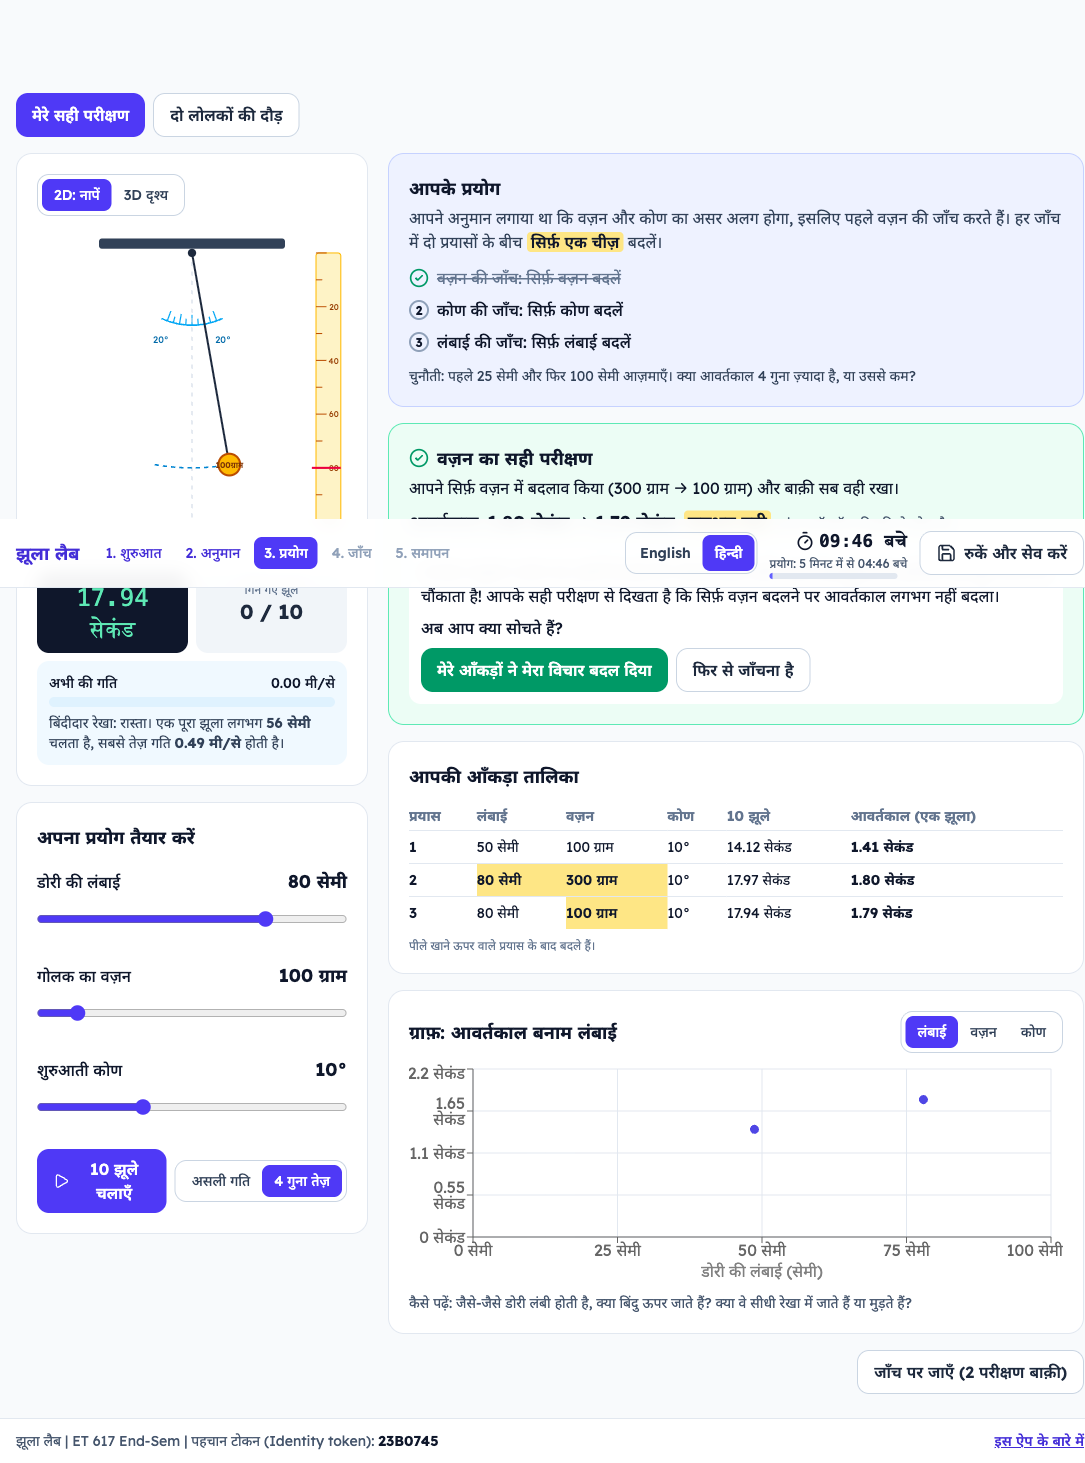 मेरे सही परीक्षण
दो लोलकों की दौड़
2D: नापें
3D दृश्य
20°
20°
20
40
60
80
100ग्राम
आपके प्रयोग
आपने अनुमान लगाया था कि वज़न और कोण का असर अलग होगा, इसलिए पहले वज़न की जाँच करते हैं। हर जाँच
में दो प्रयासों के बीच सिर्फ़ एक चीज़ बदलें।
वज़न की जाँच: सिर्फ़ वज़न बदलें
2 कोण की जाँच: सिर्फ़ कोण बदलें
3 लंबाई की जाँच: सिर्फ़ लंबाई बदलें
चुनौती: पहले 25 सेमी और फिर 100 सेमी आज़माएँ। क्या आवर्तकाल 4 गुना ज़्यादा है, या उससे कम?
वज़न का सही परीक्षण
आपने सिर्फ़ वज़न में बदलाव किया (300 ग्राम → 100 ग्राम) और बाक़ी सब वही रखा।
झूला लैब
1. शुरुआत
2. अनुमान
3. प्रयोग
4. जाँच
5. समापन
English
हिन्दी
09:46 बचे
प्रयोग: 5 मिनट में से 04:46 बचे
रुकें और सेव करें
17.94
सेकंड
गिने गए झूले
0 / 10
चौंकाता है! आपके सही परीक्षण से दिखता है कि सिर्फ़ वज़न बदलने पर आवर्तकाल लगभग नहीं बदला।
अब आप क्या सोचते हैं?
मेरे आँकड़ों ने मेरा विचार बदल दिया
फिर से जाँचना है
अभी की गति
0.00 मी/से
बिंदीदार रेखा: रास्ता। एक पूरा झूला लगभग 56 सेमी
चलता है, सबसे तेज़ गति 0.49 मी/से होती है।
आपकी आँकड़ा तालिका
प्रयास लंबाई वज़न कोण 10 झूले आवर्तकाल (एक झूला)
1 50 सेमी 100 ग्राम 10° 14.12 सेकंड 1.41 सेकंड
2 80 सेमी 300 ग्राम 10° 17.97 सेकंड 1.80 सेकंड
3 80 सेमी 100 ग्राम 10° 17.94 सेकंड 1.79 सेकंड
पीले खाने ऊपर वाले प्रयास के बाद बदले हैं।
अपना प्रयोग तैयार करें
डोरी की लंबाई
80 सेमी
गोलक का वज़न
100 ग्राम
शुरुआती कोण
10°
10 झूले
चलाएँ
असली गति
4 गुना तेज़
ग्राफ़: आवर्तकाल बनाम लंबाई
लंबाई
वज़न
कोण
2.2 सेकंड
1.65
सेकंड
1.1 सेकंड
0.55
सेकंड
0 सेकंड
0 सेमी
25 सेमी
50 सेमी
75 सेमी
100 सेमी
डोरी की लंबाई (सेमी)
कैसे पढ़ें: जैसे-जैसे डोरी लंबी होती है, क्या बिंदु ऊपर जाते हैं? क्या वे सीधी रेखा में जाते हैं या मुड़ते हैं?
जाँच पर जाएँ (2 परीक्षण बाक़ी)
झूला लैब | ET 617 End-Sem | पहचान टोकन (Identity token): 23B0745
इस ऐप के बारे में